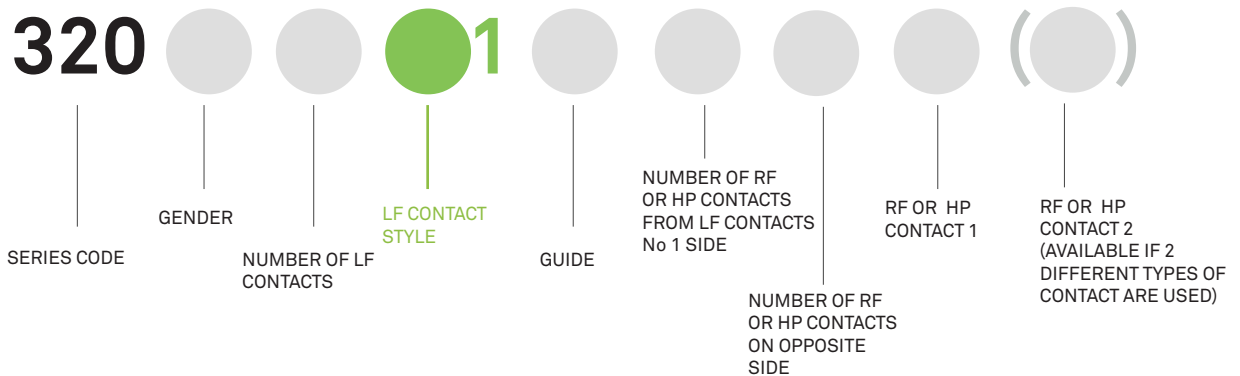 320 1 ( )
SERIES CODE
GENDER
NUMBER OF LF
CONTACTS
LF CONTACT
STYLE
GUIDE
NUMBER OF RF
OR HP CONTACTS
FROM LF CONTACTS
No 1 SIDE
NUMBER OF RF
OR HP CONTACTS
ON OPPOSITE
SIDE
RF OR HP
CONTACT 1
RF OR HP
CONTACT 2
(AVAILABLE IF 2
DIFFERENT TYPES OF
CONTACT ARE USED)